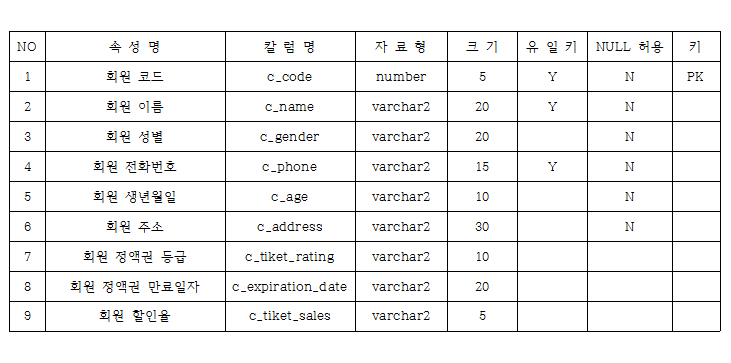 NO 속 성 명 칼 럼 명 자 료 형 크 기 유 일 키 NULL 허용 키
1 회원 코드 c_code number 5 Y N PK
2 회원 이름 c_name varchar2 20 Y N
3 회원 성별 c_gender varchar2 20 N
4 회원 전화번호 c_phone varchar2 15 Y N
5 회원 생년월일 c_age varchar2 10 N
6 회원 주소 c_address varchar2 30 N
7 회원 정액권 등급 c_tiket_rating varchar2 10
8 회원 정액권 만료일자 c_expiration_date varchar2 20
9 회원 할인율 c_tiket_sales varchar2 5